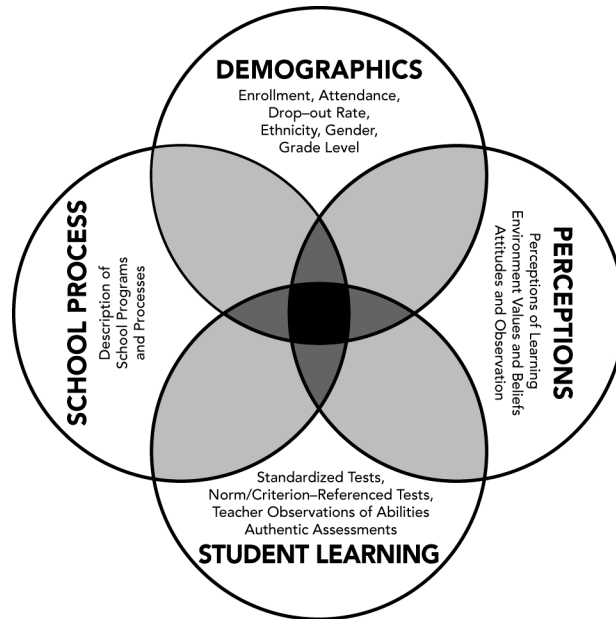 DEMOGRAPHICS
Enrollment, Attendance,
Drop–out Rate,
Ethnicity, Gender,
Grade Level
SCHOOL PROCESS
Description of
School Programs
and Processes
PERCEPTIONS
Perceptions of Learning
Environment Values and Beliefs
Attitudes and Observation
Standardized Tests,
Norm/Criterion–Referenced Tests,
Teacher Observations of Abilities
Authentic Assessments
STUDENT LEARNING